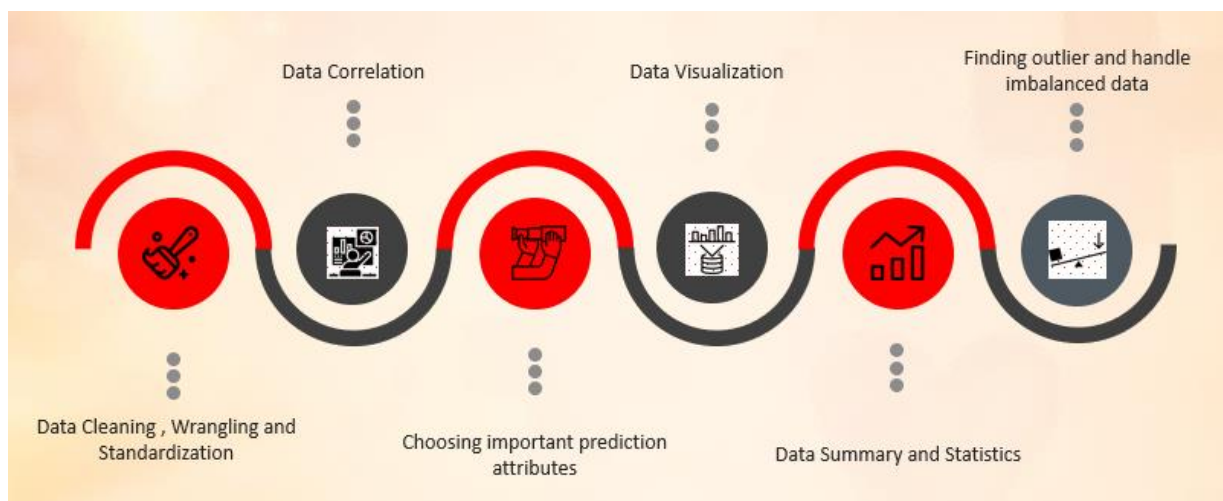 Data Correlation
Data Visualization
Finding outlier and handle
imbalanced data
Data Cleaning , Wrangling and
Standardization
Choosing important prediction
attributes
Data Summary and Statistics